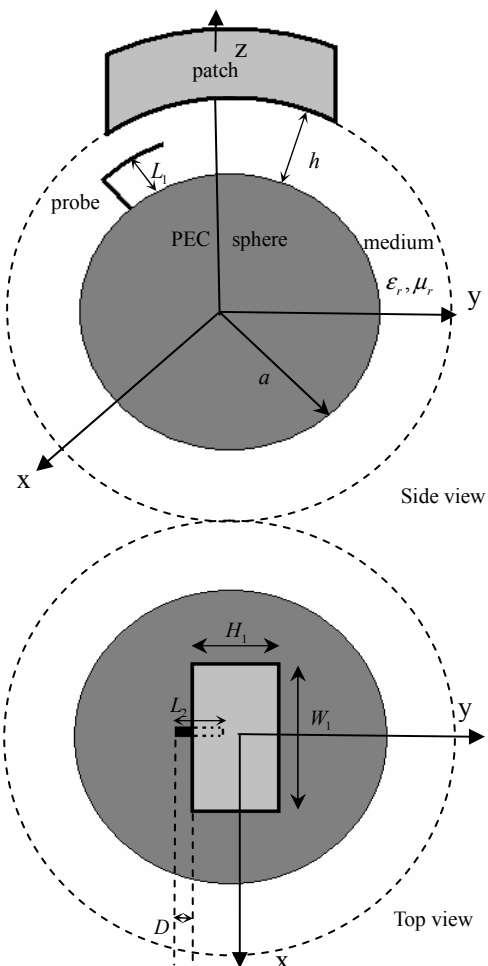 z
patch
L₁
h
probe
PEC sphere
medium
εᵣ, μᵣ
y
a
x
Side view
H₁
L₂
W₁
y
D
x
Top view